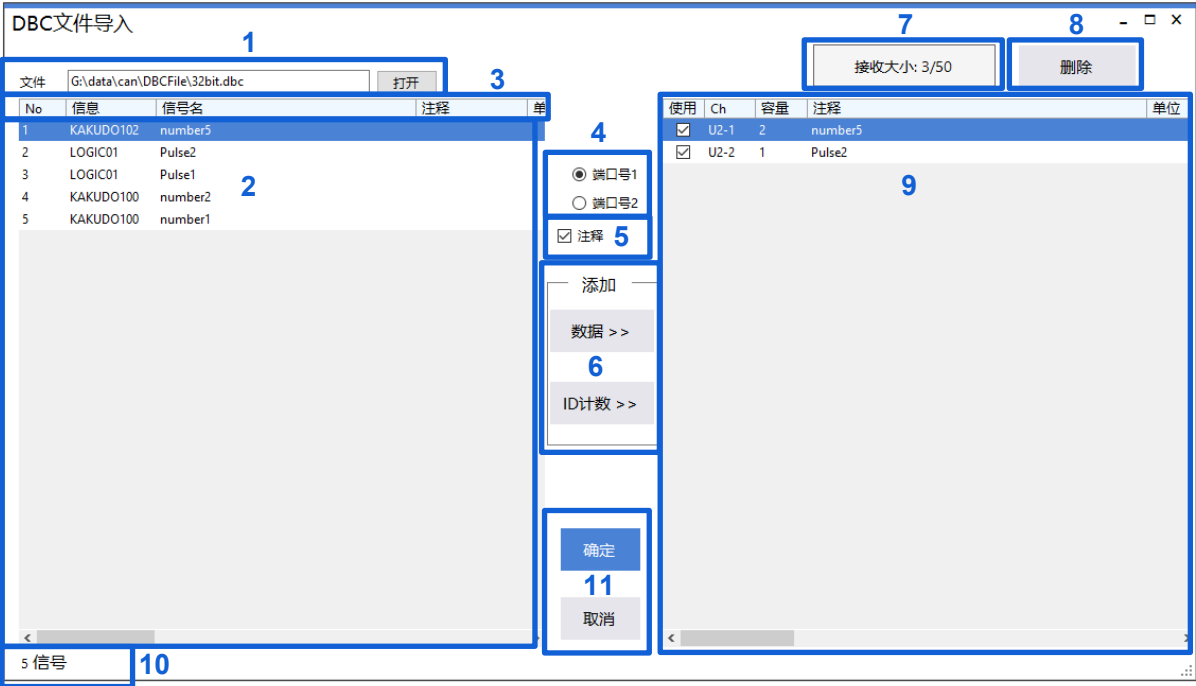 DBC文件导入
1
7
8
文件 G:\data\can\DBCFile\32bit.dbc 打开
3
接收大小: 3/50
删除
No 信息 信号名 注释
1 KAKUDO102 number5
2 LOGIC01 Pulse2
3 LOGIC01 Pulse1
4 KAKUDO100 number2
5 KAKUDO100 number1
2
4
端口号1
端口号2
注释 5
添加
数据 >>
6
ID计数 >>
确定
11
取消
使用 Ch 容量 注释 单位
U2-1 2 number5
U2-2 1 Pulse2
9
5 信号
10